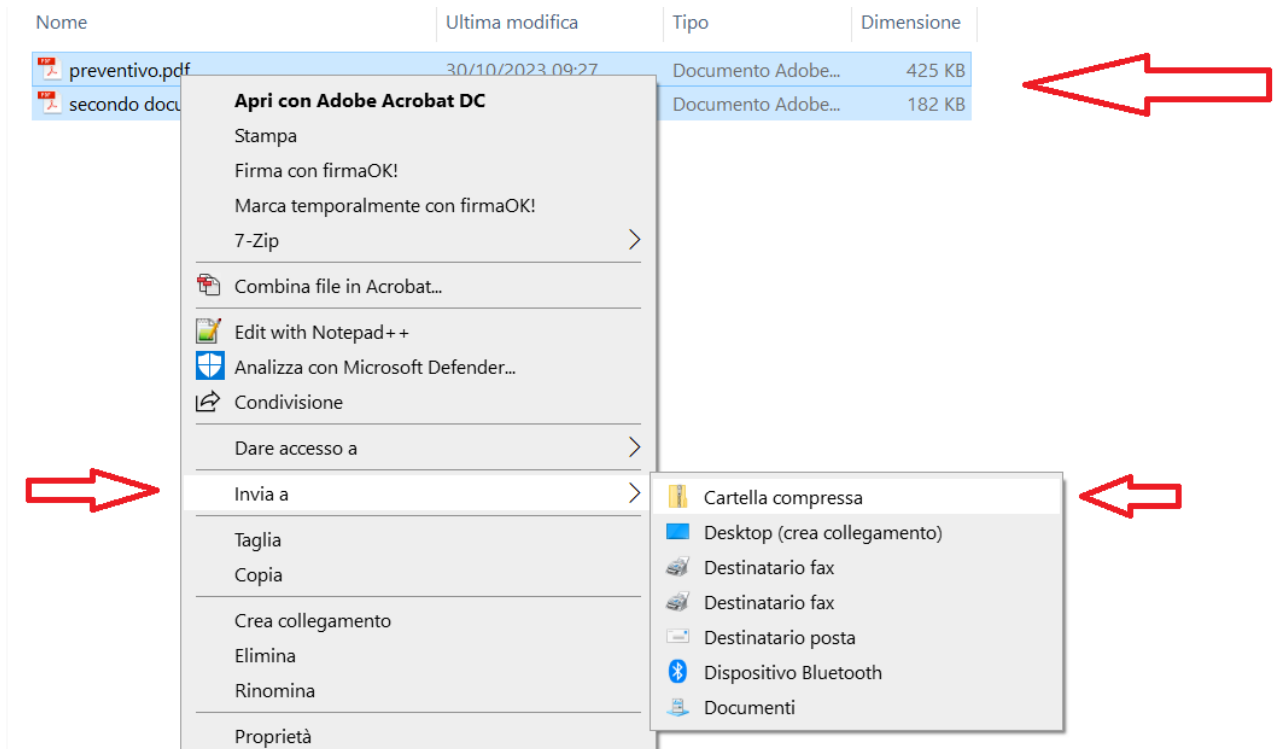 Nome Ultima modifica Tipo Dimensione
preventivo.pdf 30/10/2023 09:27 Documento Adobe... 425 KB
secondo docu Documento Adobe... 182 KB
Apri con Adobe Acrobat DC
Stampa
Firma con firmaOK!
Marca temporalmente con firmaOK!
7-Zip
Combina file in Acrobat...
Edit with Notepad++
Analizza con Microsoft Defender...
Condivisione
Dare accesso a
Invia a
Taglia
Copia
Crea collegamento
Elimina
Rinomina
Proprietà
Cartella compressa
Desktop (crea collegamento)
Destinatario fax
Destinatario fax
Destinatario posta
Dispositivo Bluetooth
Documenti